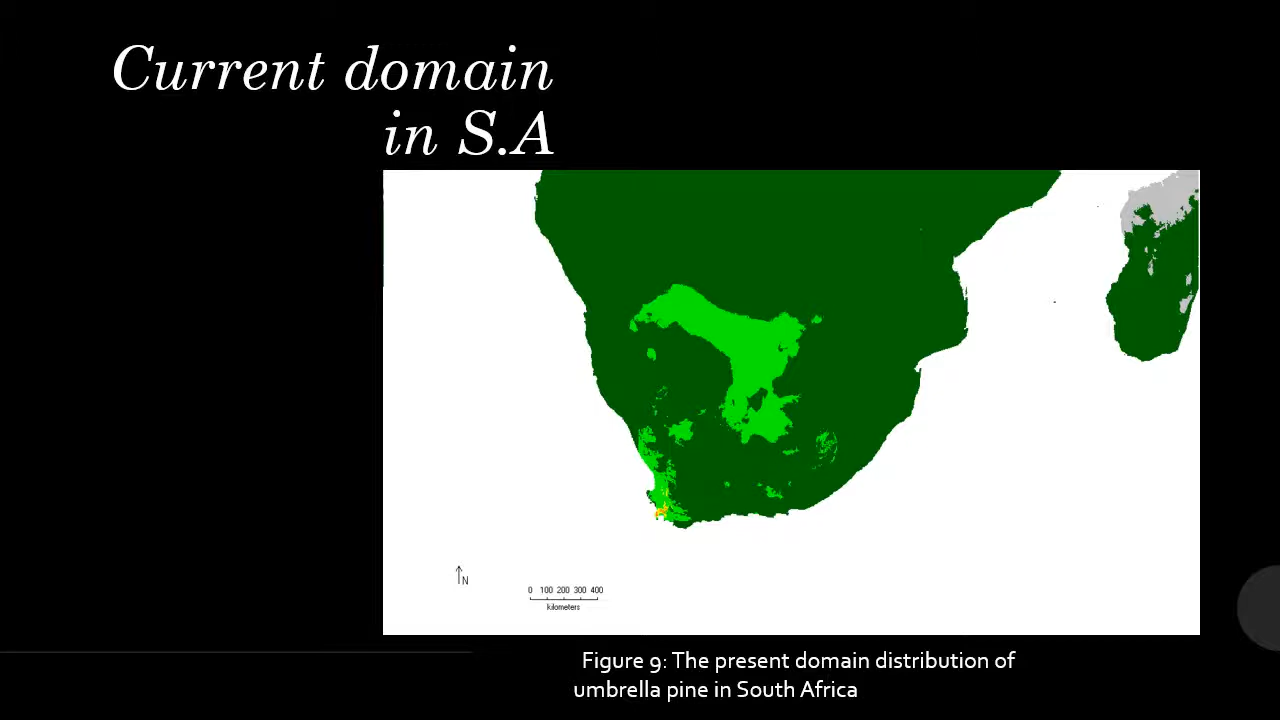 Current domain
in S.A
N
0 100 200 300 400
kilometers
Figure 9: The present domain distribution of
umbrella pine in South Africa